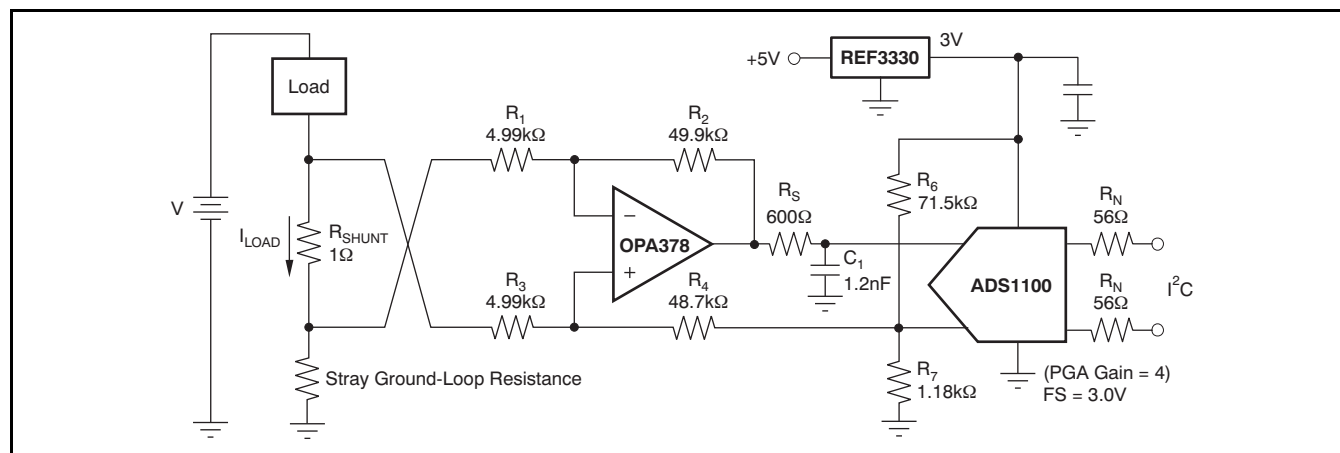 3V
+5V
REF3330
Load
R1
4.99kΩ
R2
49.9kΩ
R6
71.5kΩ
RS
600Ω
RN
56Ω
V
ILOAD
RSHUNT
1Ω
−
OPA378
+
C1
1.2nF
ADS1100
I²C
RN
56Ω
R3
4.99kΩ
R4
48.7kΩ
Stray Ground-Loop Resistance
R7
1.18kΩ
(PGA Gain = 4)
FS = 3.0V